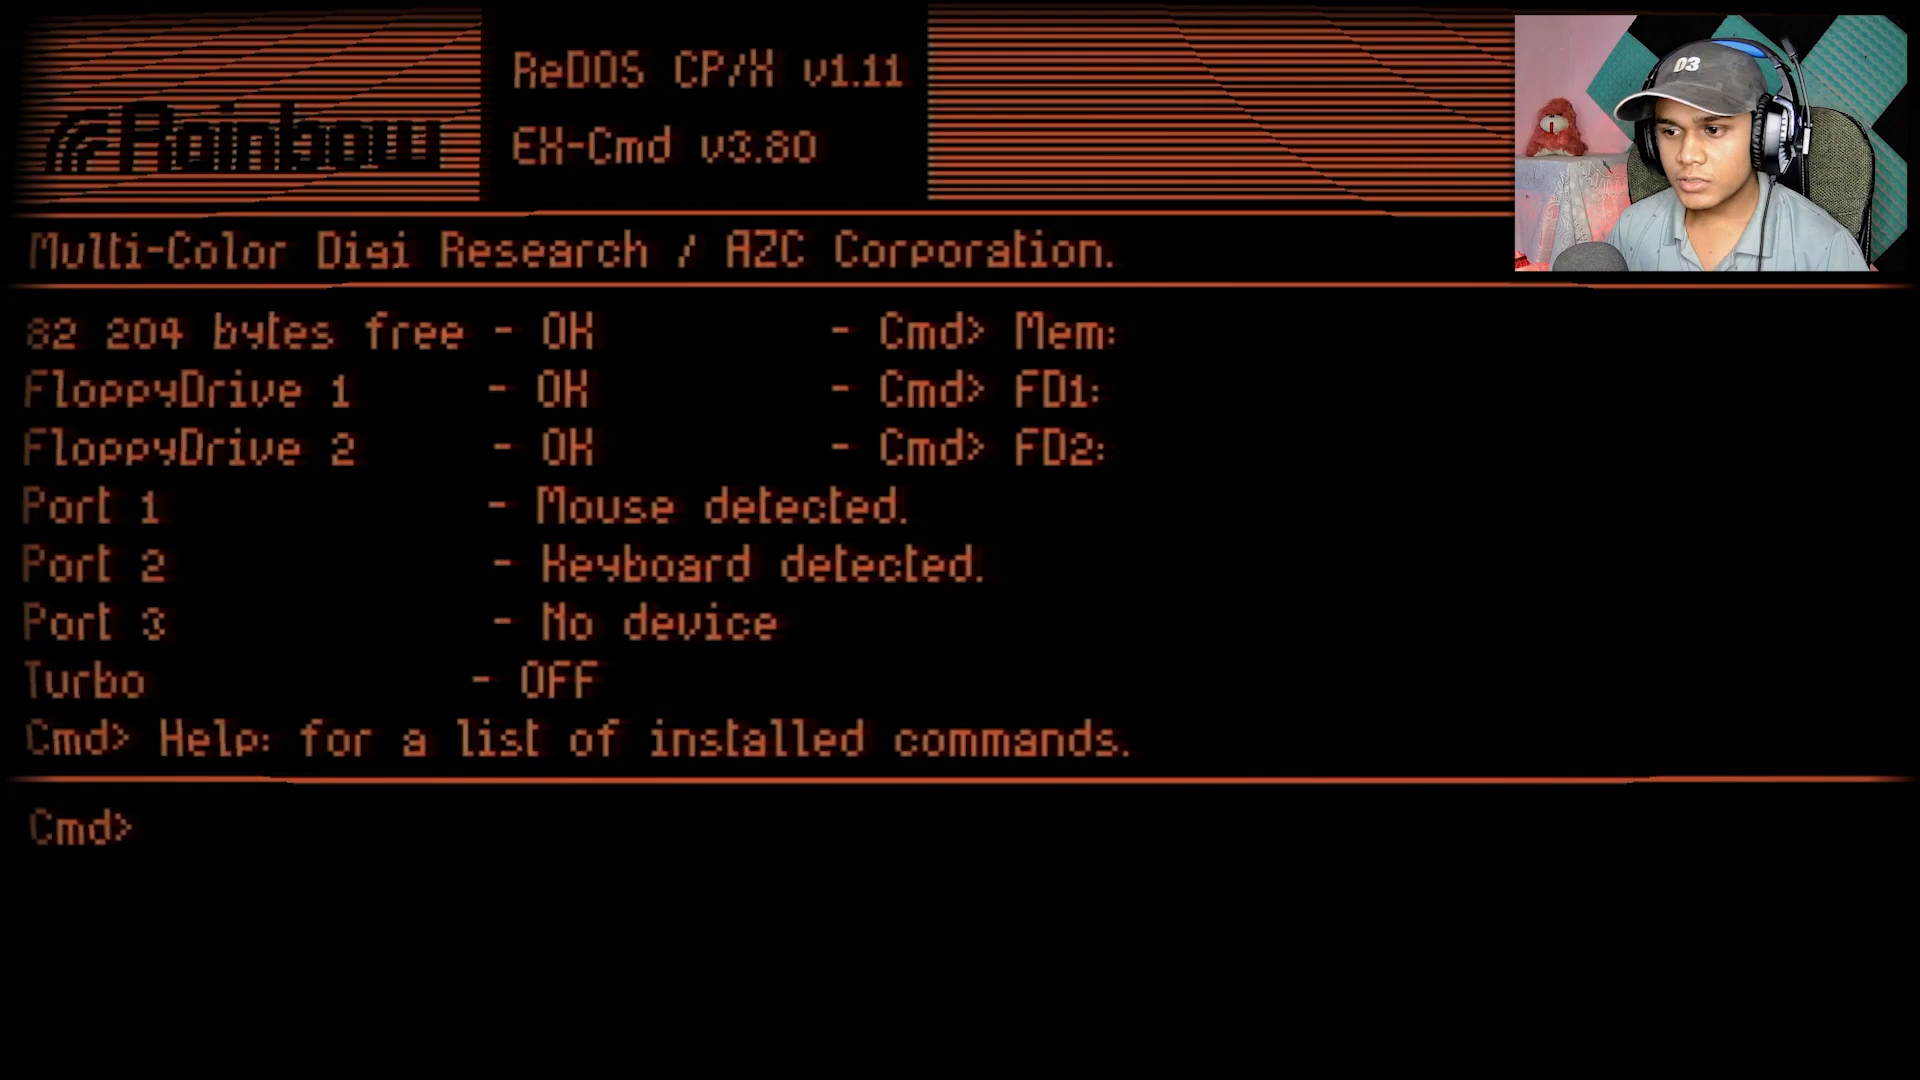 Rainbow
ReDOS CP/X v1.11
EX-Cmd v3.80
03
Multi-Color Digi Research / AZC Corporation.
82 204 bytes free - OK - Cmd> Mem:
FloppyDrive 1 - OK - Cmd> FD1:
FloppyDrive 2 - OK - Cmd> FD2:
Port 1 - Mouse detected.
Port 2 - Keyboard detected.
Port 3 - No device
Turbo - OFF
Cmd> Help: for a list of installed commands.
Cmd>